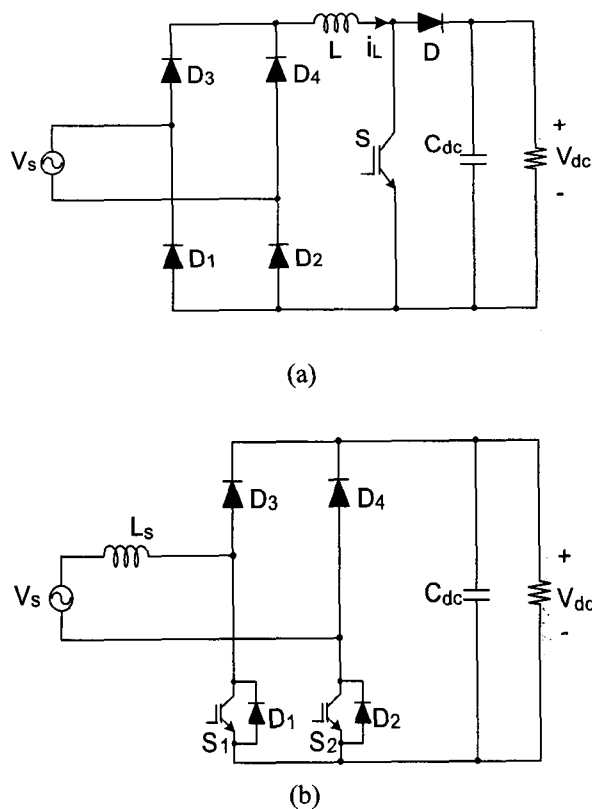 L iL D
D3 D4
S Cdc + Vdc -
Vs
D1 D2
(a)
D3 D4
Ls
Vs Cdc + Vdc -
S1 D1 S2 D2
(b)